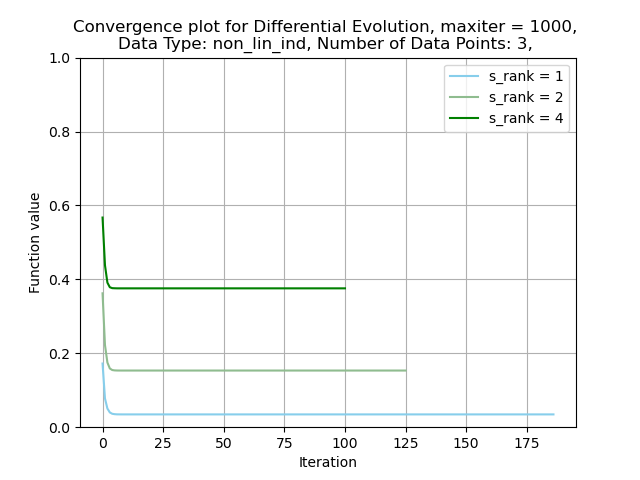 Convergence plot for Differential Evolution, maxiter = 1000,
Data Type: non_lin_ind, Number of Data Points: 3,
1.0
0.8
0.6
0.4
0.2
0.0
Function value
s_rank = 1
s_rank = 2
s_rank = 4
0 25 50 75 100 125 150 175
Iteration